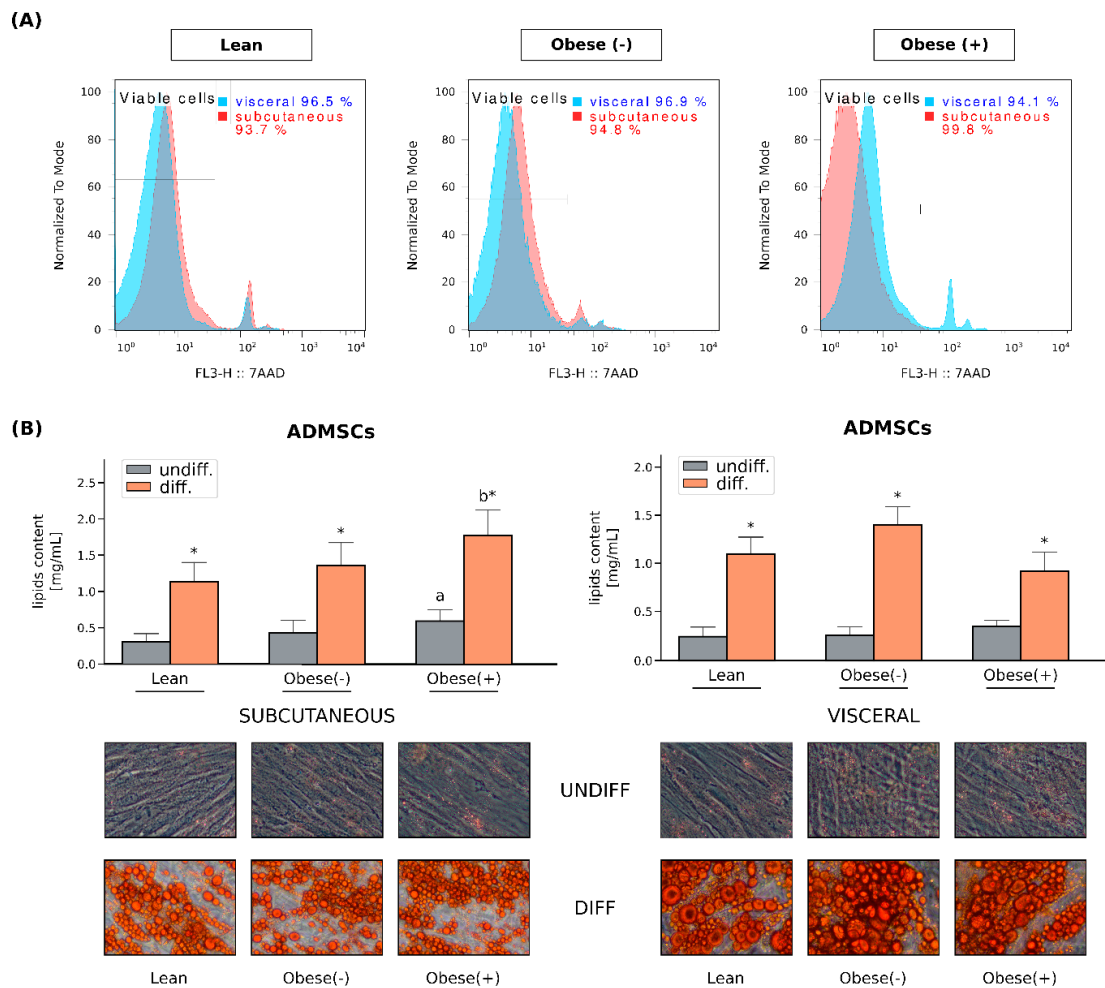 (A)
Lean
Obese (-)
Obese (+)
Viable cells
visceral 96.5 %
subcutaneous
93.7 %
100
80
60
40
20
0
Normalized To Mode
10⁰ 10¹ 10² 10³ 10⁴
FL3-H :: 7AAD
Viable cells
visceral 96.9 %
subcutaneous
94.8 %
100
80
60
40
20
0
Normalized To Mode
10⁰ 10¹ 10² 10³ 10⁴
FL3-H :: 7AAD
Viable cells
visceral 94.1 %
subcutaneous
99.8 %
100
80
60
40
20
0
Normalized To Mode
10⁰ 10¹ 10² 10³ 10⁴
FL3-H :: 7AAD
(B)
ADMSCs
undiff.
diff.
2.5
2.0
1.5
1.0
0.5
0.0
lipids content
[mg/mL]
*
*
a
b*
Lean Obese(-) Obese(+)
SUBCUTANEOUS
ADMSCs
undiff.
diff.
2.0
1.5
1.0
0.5
0.0
lipids content
[mg/mL]
*
*
*
Lean Obese(-) Obese(+)
VISCERAL
UNDIFF
DIFF
Lean Obese(-) Obese(+)
Lean Obese(-) Obese(+)